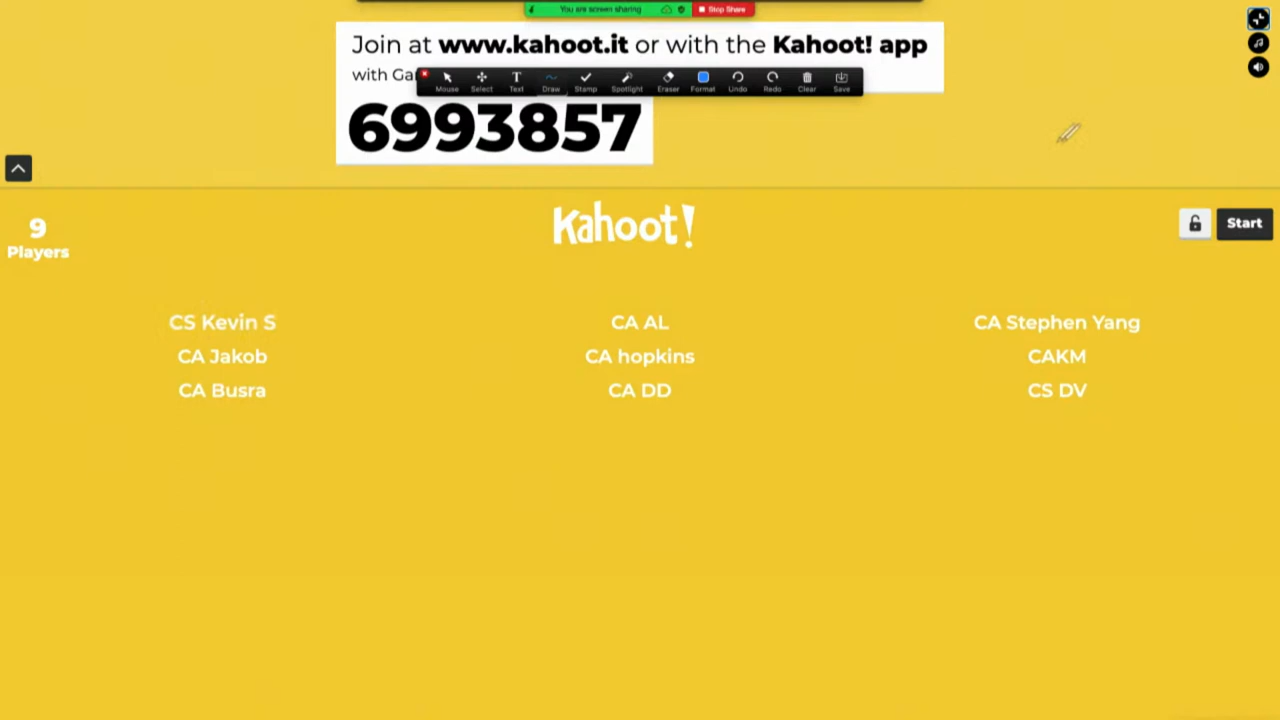 You are screen sharing
Stop Share
Join at www.kahoot.it or with the Kahoot! app
with Ga
Mouse Select Text Draw Stamp Spotlight Eraser Format Undo Redo Clear Save
6993857
9
Players
Kahoot!
Start
CS Kevin S
CA AL
CA Stephen Yang
CA Jakob
CA hopkins
CAKM
CA Busra
CA DD
CS DV